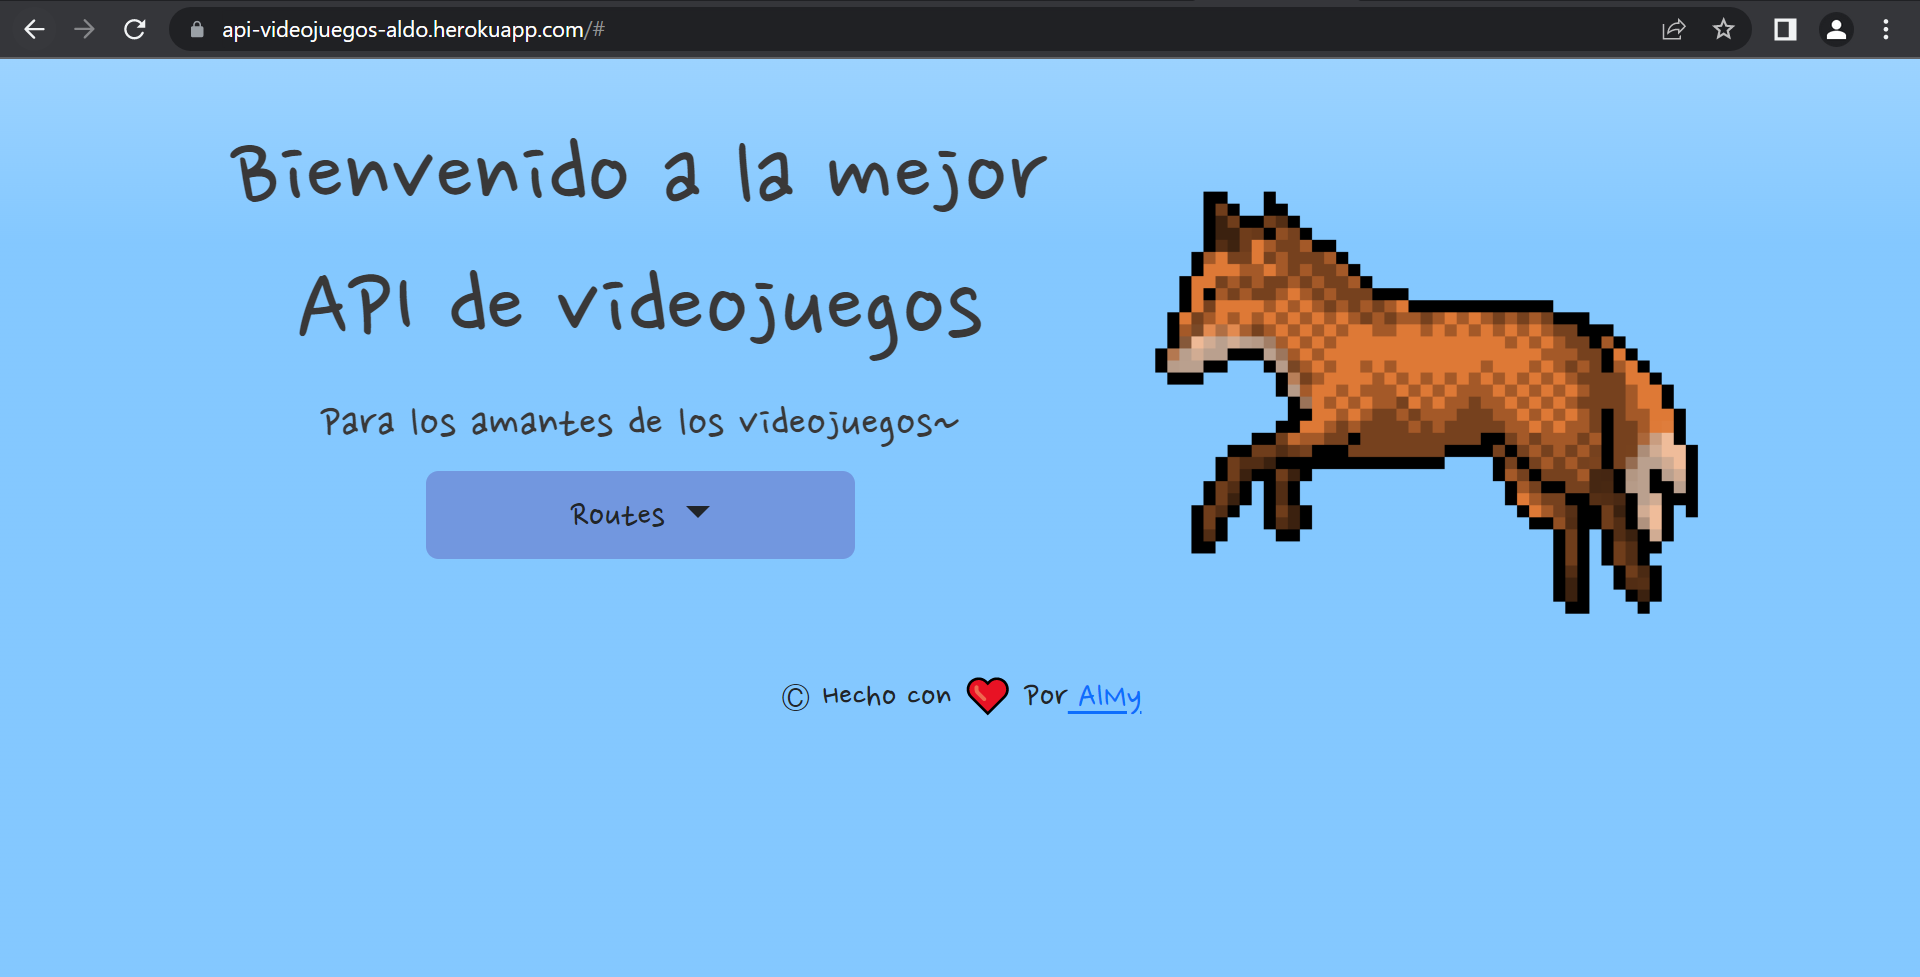 api-videojuegos-aldo.herokuapp.com/#
Bienvenido a la mejor
API de videojuegos
Para los amantes de los videojuegos~
Routes
© Hecho con ❤ Por AlMy